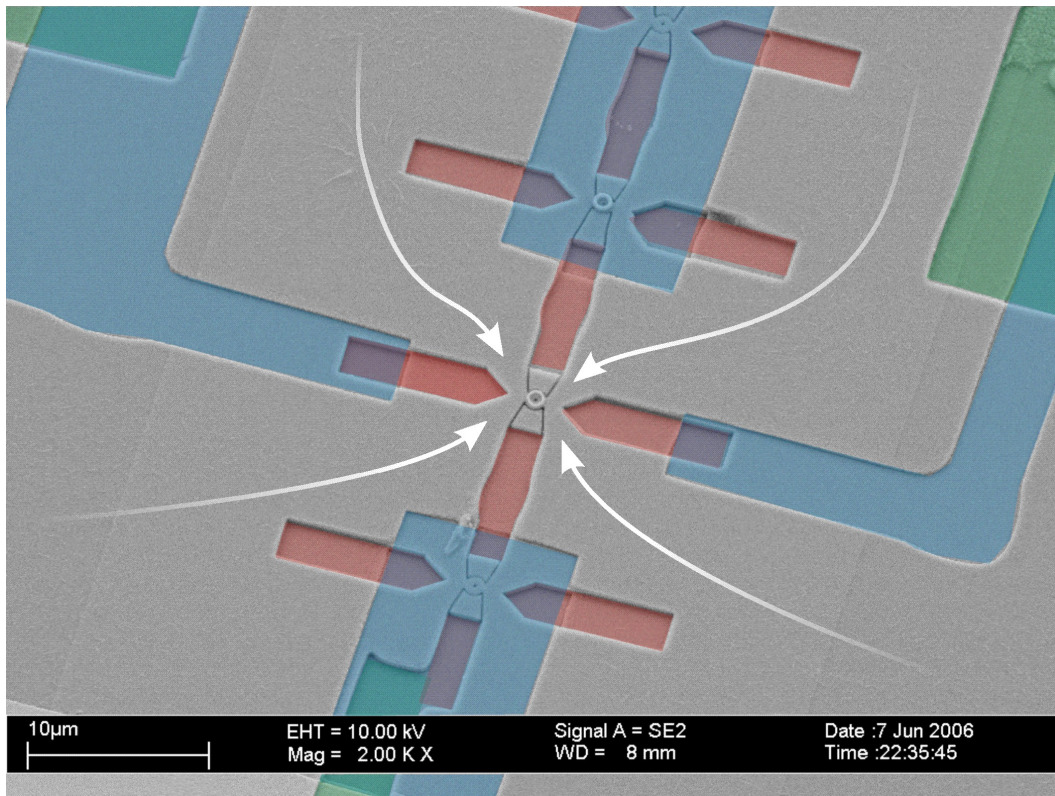 10µm
EHT = 10.00 kV
Signal A = SE2
Date :7 Jun 2006
Mag = 2.00 K X
WD = 8 mm
Time :22:35:45